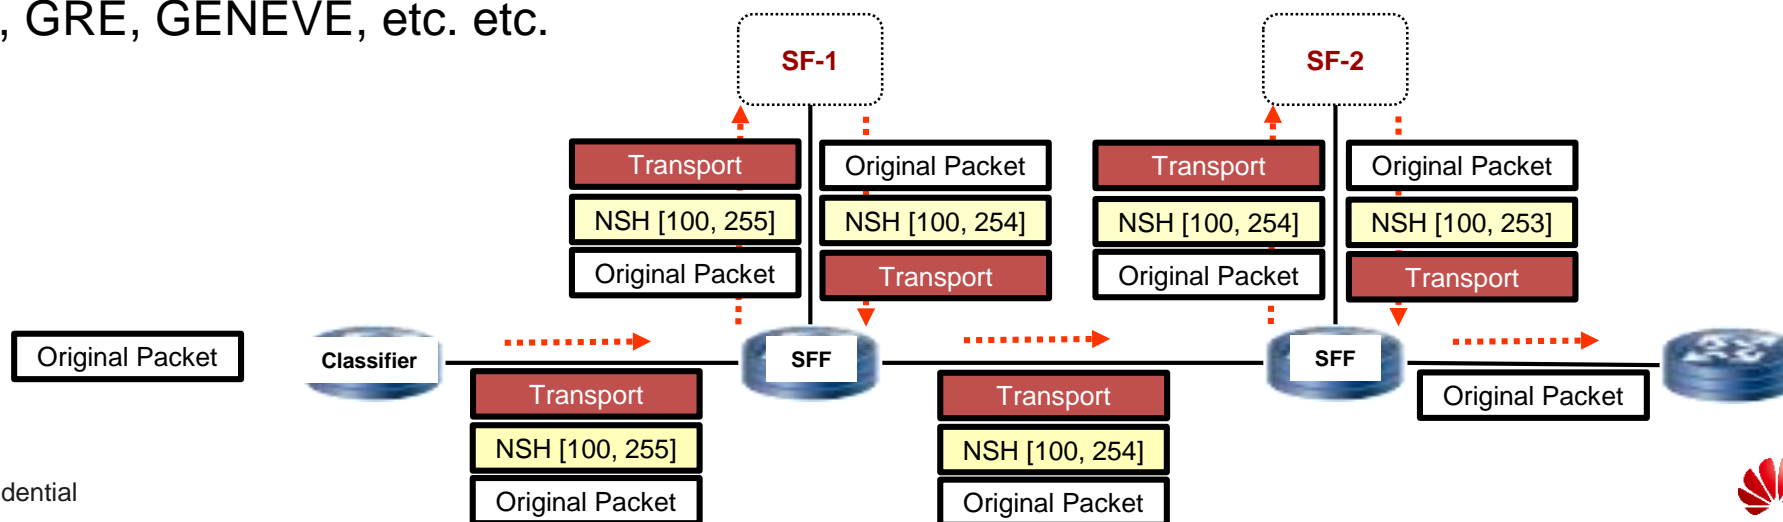 , GRE, GENEVE, etc. etc.
SF-1
SF-2
Transport
Original Packet
Transport
Original Packet
NSH [100, 255]
NSH [100, 254]
NSH [100, 254]
NSH [100, 253]
Original Packet
Transport
Original Packet
Transport
Original Packet
Classifier
SFF
SFF
Transport
Transport
Original Packet
NSH [100, 255]
NSH [100, 254]
Original Packet
Original Packet
dential